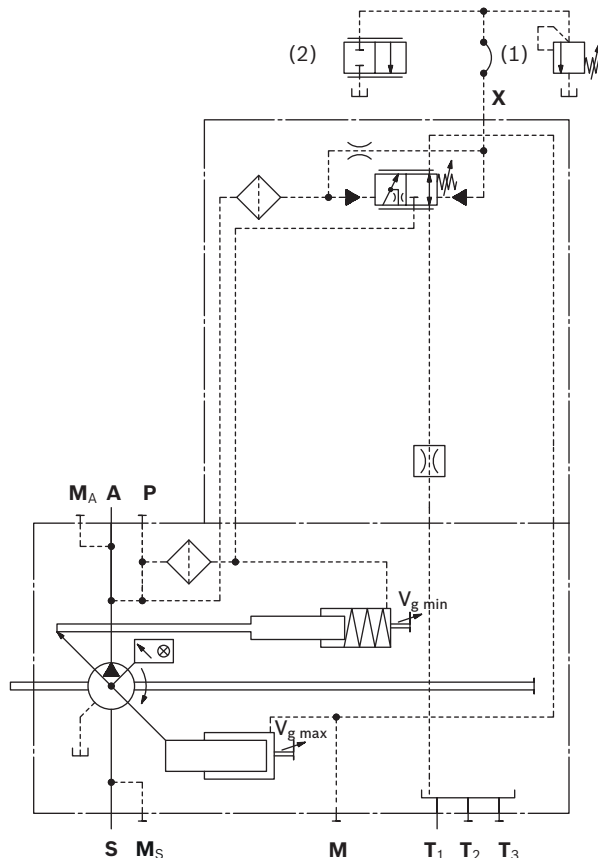 (2) (1)
X
M_A A P
V_g min
V_g max
S M_S M T_1 T_2 T_3